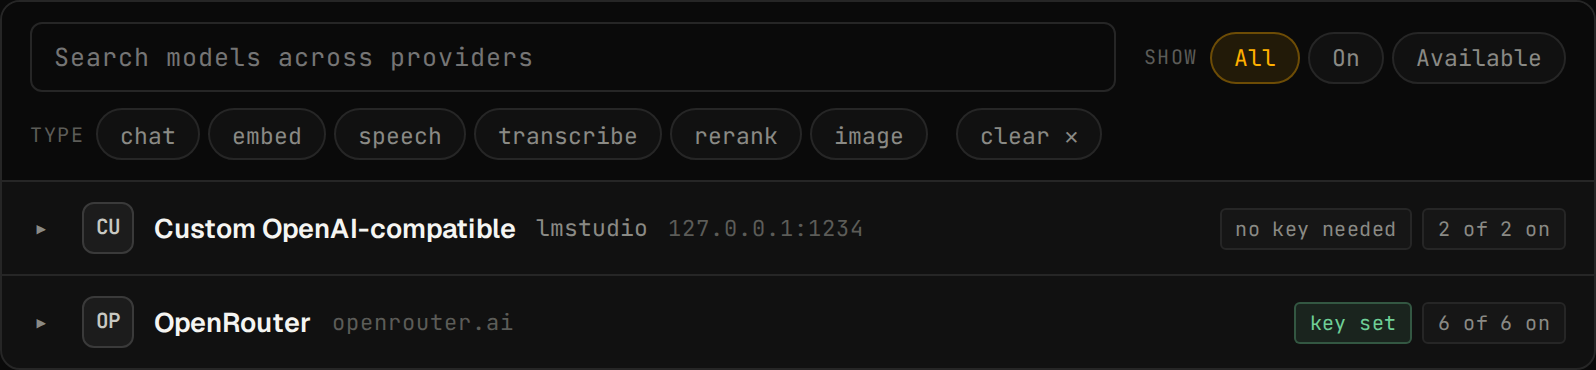 Search models across providers SHOW All On Available
TYPE chat embed speech transcribe rerank image clear ×
▸ CU Custom OpenAI-compatible lmstudio 127.0.0.1:1234 no key needed 2 of 2 on
▸ OP OpenRouter openrouter.ai key set 6 of 6 on